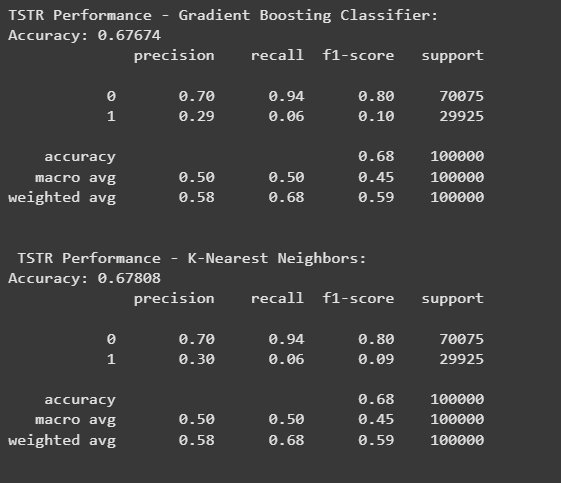 TSTR Performance - Gradient Boosting Classifier:
Accuracy: 0.67674
precision recall f1-score support
0 0.70 0.94 0.80 70075
1 0.29 0.06 0.10 29925
accuracy 0.68 100000
macro avg 0.50 0.50 0.45 100000
weighted avg 0.58 0.68 0.59 100000
TSTR Performance - K-Nearest Neighbors:
Accuracy: 0.67808
precision recall f1-score support
0 0.70 0.94 0.80 70075
1 0.30 0.06 0.09 29925
accuracy 0.68 100000
macro avg 0.50 0.50 0.45 100000
weighted avg 0.58 0.68 0.59 100000